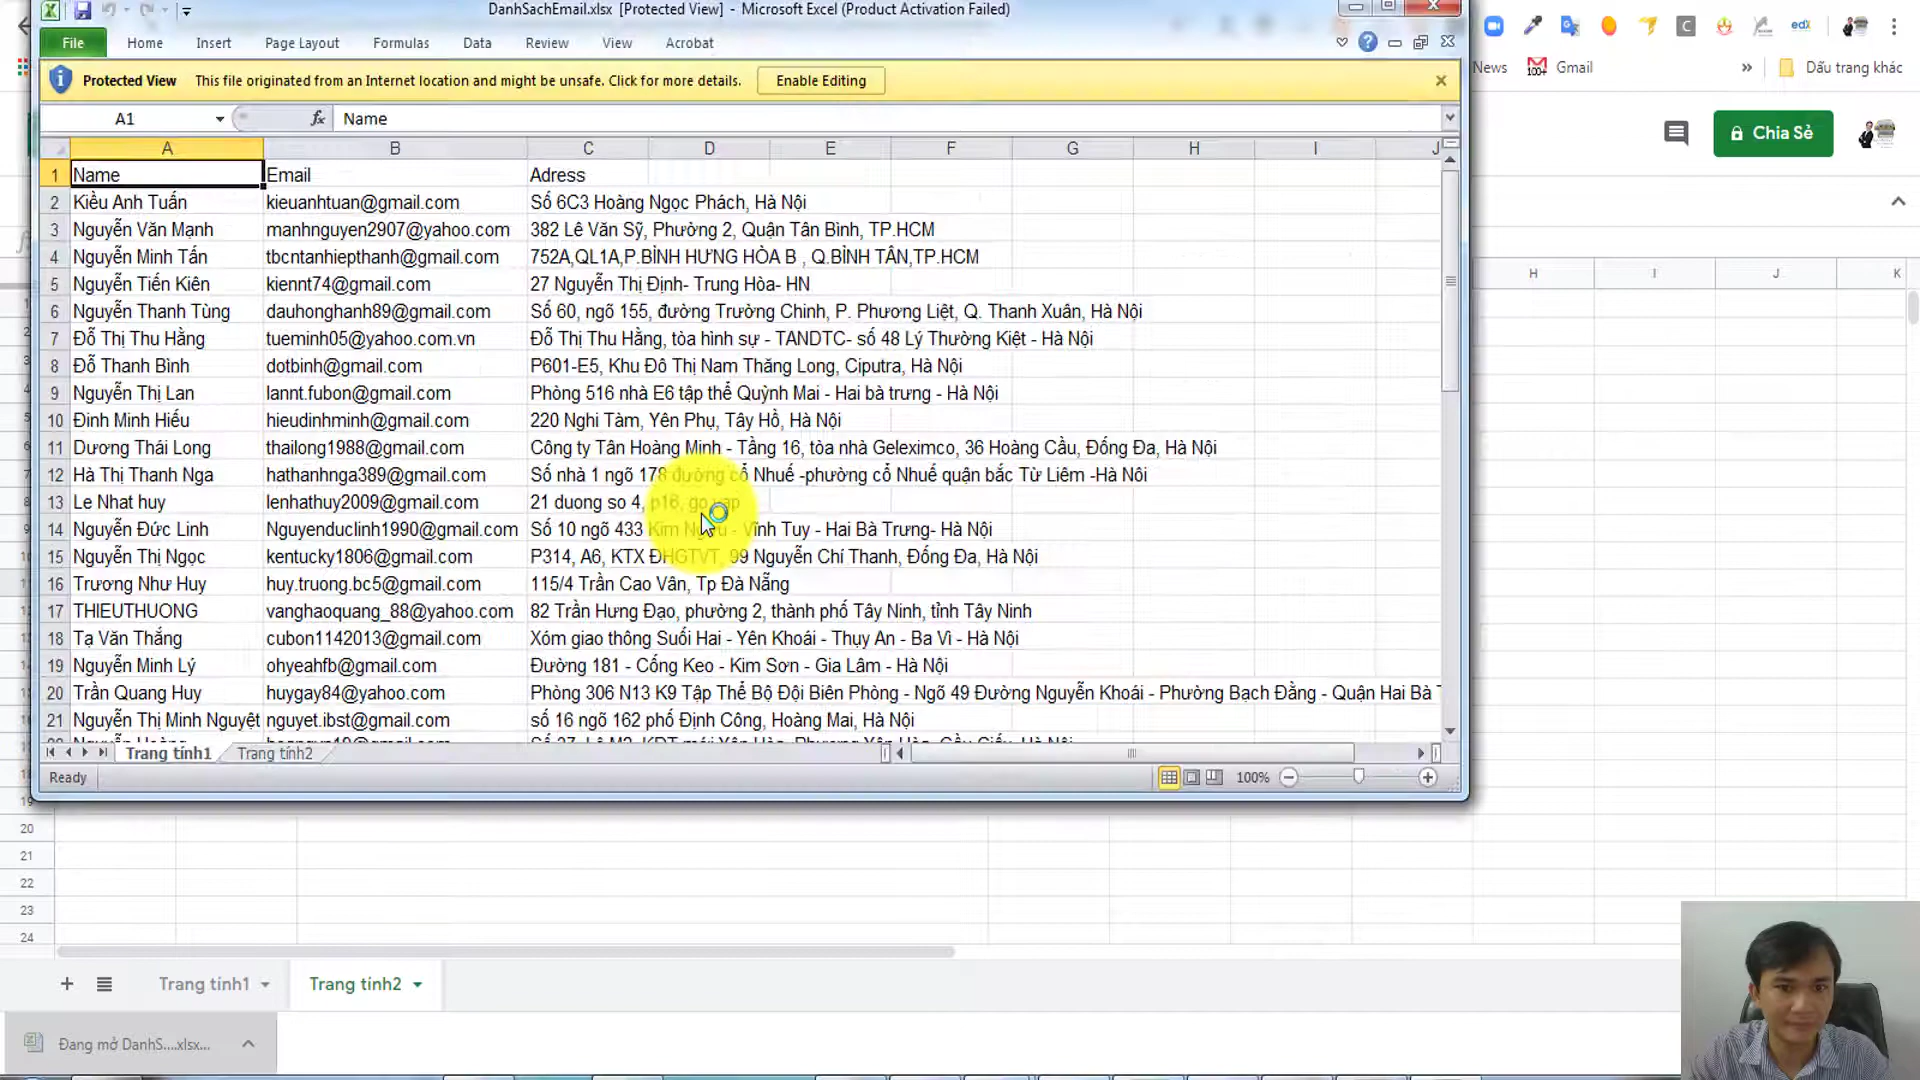 DanhSachEmail.xlsx [Protected View] - Microsoft Excel (Product Activation Failed)
File Home Insert Page Layout Formulas Data Review View Acrobat
Protected View This file originated from an Internet location and might be unsafe. Click for more details. Enable Editing
News 100+ Gmail » Dấu trang khác
A1 fx Name
Chia Sẻ
A B C D E F G H I J
1 Name Email Adress
2 Kiều Anh Tuấn kieuanhtuan@gmail.com Số 6C3 Hoàng Ngọc Phách, Hà Nội
3 Nguyễn Văn Mạnh manhnguyen2907@yahoo.com 382 Lê Văn Sỹ, Phường 2, Quận Tân Bình, TP.HCM
4 Nguyễn Minh Tấn tbcntanhiepthanh@gmail.com 752A,QL1A,P.BÌNH HƯNG HÒA B , Q.BÌNH TÂN,TP.HCM
5 Nguyễn Tiến Kiên kiennt74@gmail.com 27 Nguyễn Thị Định- Trung Hòa- HN
6 Nguyễn Thanh Tùng dauhonghanh89@gmail.com Số 60, ngõ 155, đường Trường Chinh, P. Phương Liệt, Q. Thanh Xuân, Hà Nội
7 Đỗ Thị Thu Hằng tueminh05@yahoo.com.vn Đỗ Thị Thu Hằng, tòa hình sự - TANDTC- số 48 Lý Thường Kiệt - Hà Nội
8 Đỗ Thanh Bình dotbinh@gmail.com P601-E5, Khu Đô Thị Nam Thăng Long, Ciputra, Hà Nội
9 Nguyễn Thị Lan lannt.fubon@gmail.com Phòng 516 nhà E6 tập thể Quỳnh Mai - Hai bà trưng - Hà Nội
10 Đinh Minh Hiếu hieudinhminh@gmail.com 220 Nghi Tàm, Yên Phụ, Tây Hồ, Hà Nội
11 Dương Thái Long thailong1988@gmail.com Công ty Tân Hoàng Minh - Tầng 16, tòa nhà Geleximco, 36 Hoàng Cầu, Đống Đa, Hà Nội
12 Hà Thị Thanh Nga hathanhnga389@gmail.com Số nhà 1 ngõ 178 đường cổ Nhuế -phường cổ Nhuế quận bắc Từ Liêm -Hà Nôi
13 Le Nhat huy lenhathuy2009@gmail.com 21 duong so 4, p16, go vap
14 Nguyễn Đức Linh Nguyenduclinh1990@gmail.com Số 10 ngõ 433 Kim Ngưu - Vĩnh Tuy - Hai Bà Trưng- Hà Nội
15 Nguyễn Thị Ngọc kentucky1806@gmail.com P314, A6, KTX ĐHGTVT, 99 Nguyễn Chí Thanh, Đống Đa, Hà Nội
16 Trương Như Huy huy.truong.bc5@gmail.com 115/4 Trần Cao Vân, Tp Đà Nẵng
17 THIEUTHUONG vanghaoquang_88@yahoo.com 82 Trần Hưng Đạo, phường 2, thành phố Tây Ninh, tỉnh Tây Ninh
18 Tạ Văn Thắng cubon1142013@gmail.com Xóm giao thông Suối Hai - Yên Khoái - Thụy An - Ba Vì - Hà Nội
19 Nguyễn Minh Lý ohyeahfb@gmail.com Đường 181 - Cống Keo - Kim Sơn - Gia Lâm - Hà Nội
20 Trần Quang Huy huygay84@yahoo.com Phòng 306 N13 K9 Tập Thể Bộ Đội Biên Phòng - Ngõ 49 Đường Nguyễn Khoái - Phường Bạch Đằng - Quận Hai Bà T
21 Nguyễn Thị Minh Nguyệt nguyet.ibst@gmail.com số 16 ngõ 162 phố Định Công, Hoàng Mai, Hà Nội
Trang tính1 Trang tính2
Ready 100%
H I J K
20
21
22
23
24
Trang tính1 Trang tính2
Đang mở DanhS....xlsx...